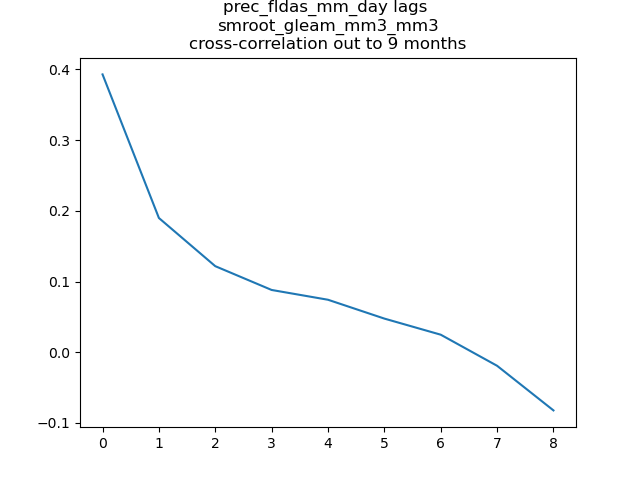 prec_fldas_mm_day lags
smroot_gleam_mm3_mm3
cross-correlation out to 9 months
0.4
0.3
0.2
0.1
0.0
−0.1
0 1 2 3 4 5 6 7 8